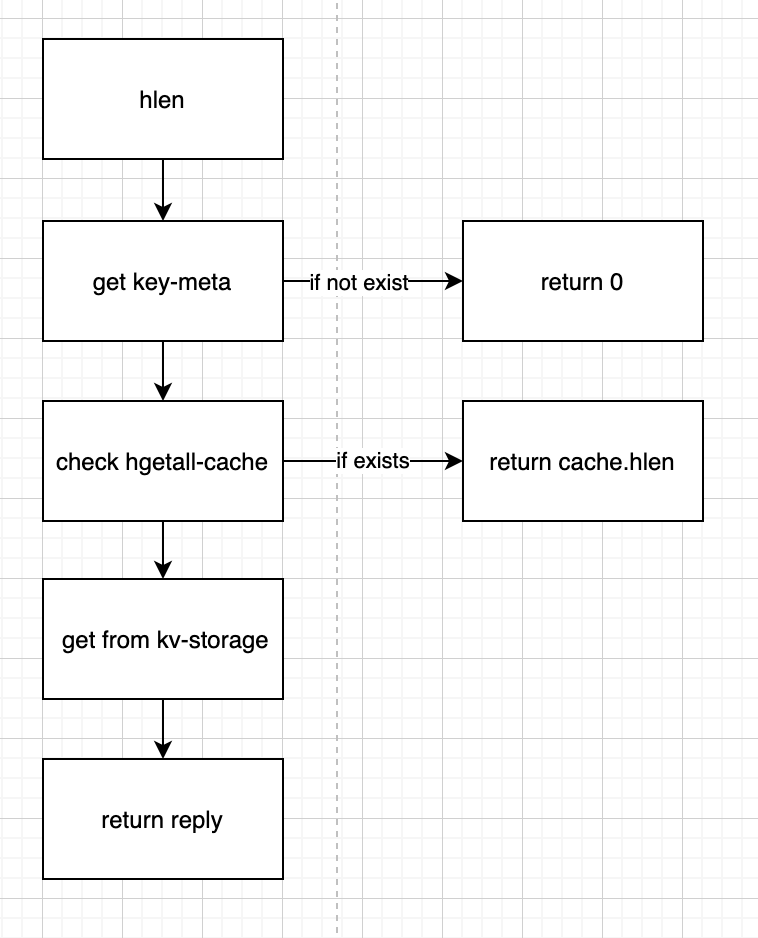 hlen
get key-meta
if not exist
return 0
check hgetall-cache
if exists
return cache.hlen
get from kv-storage
return reply